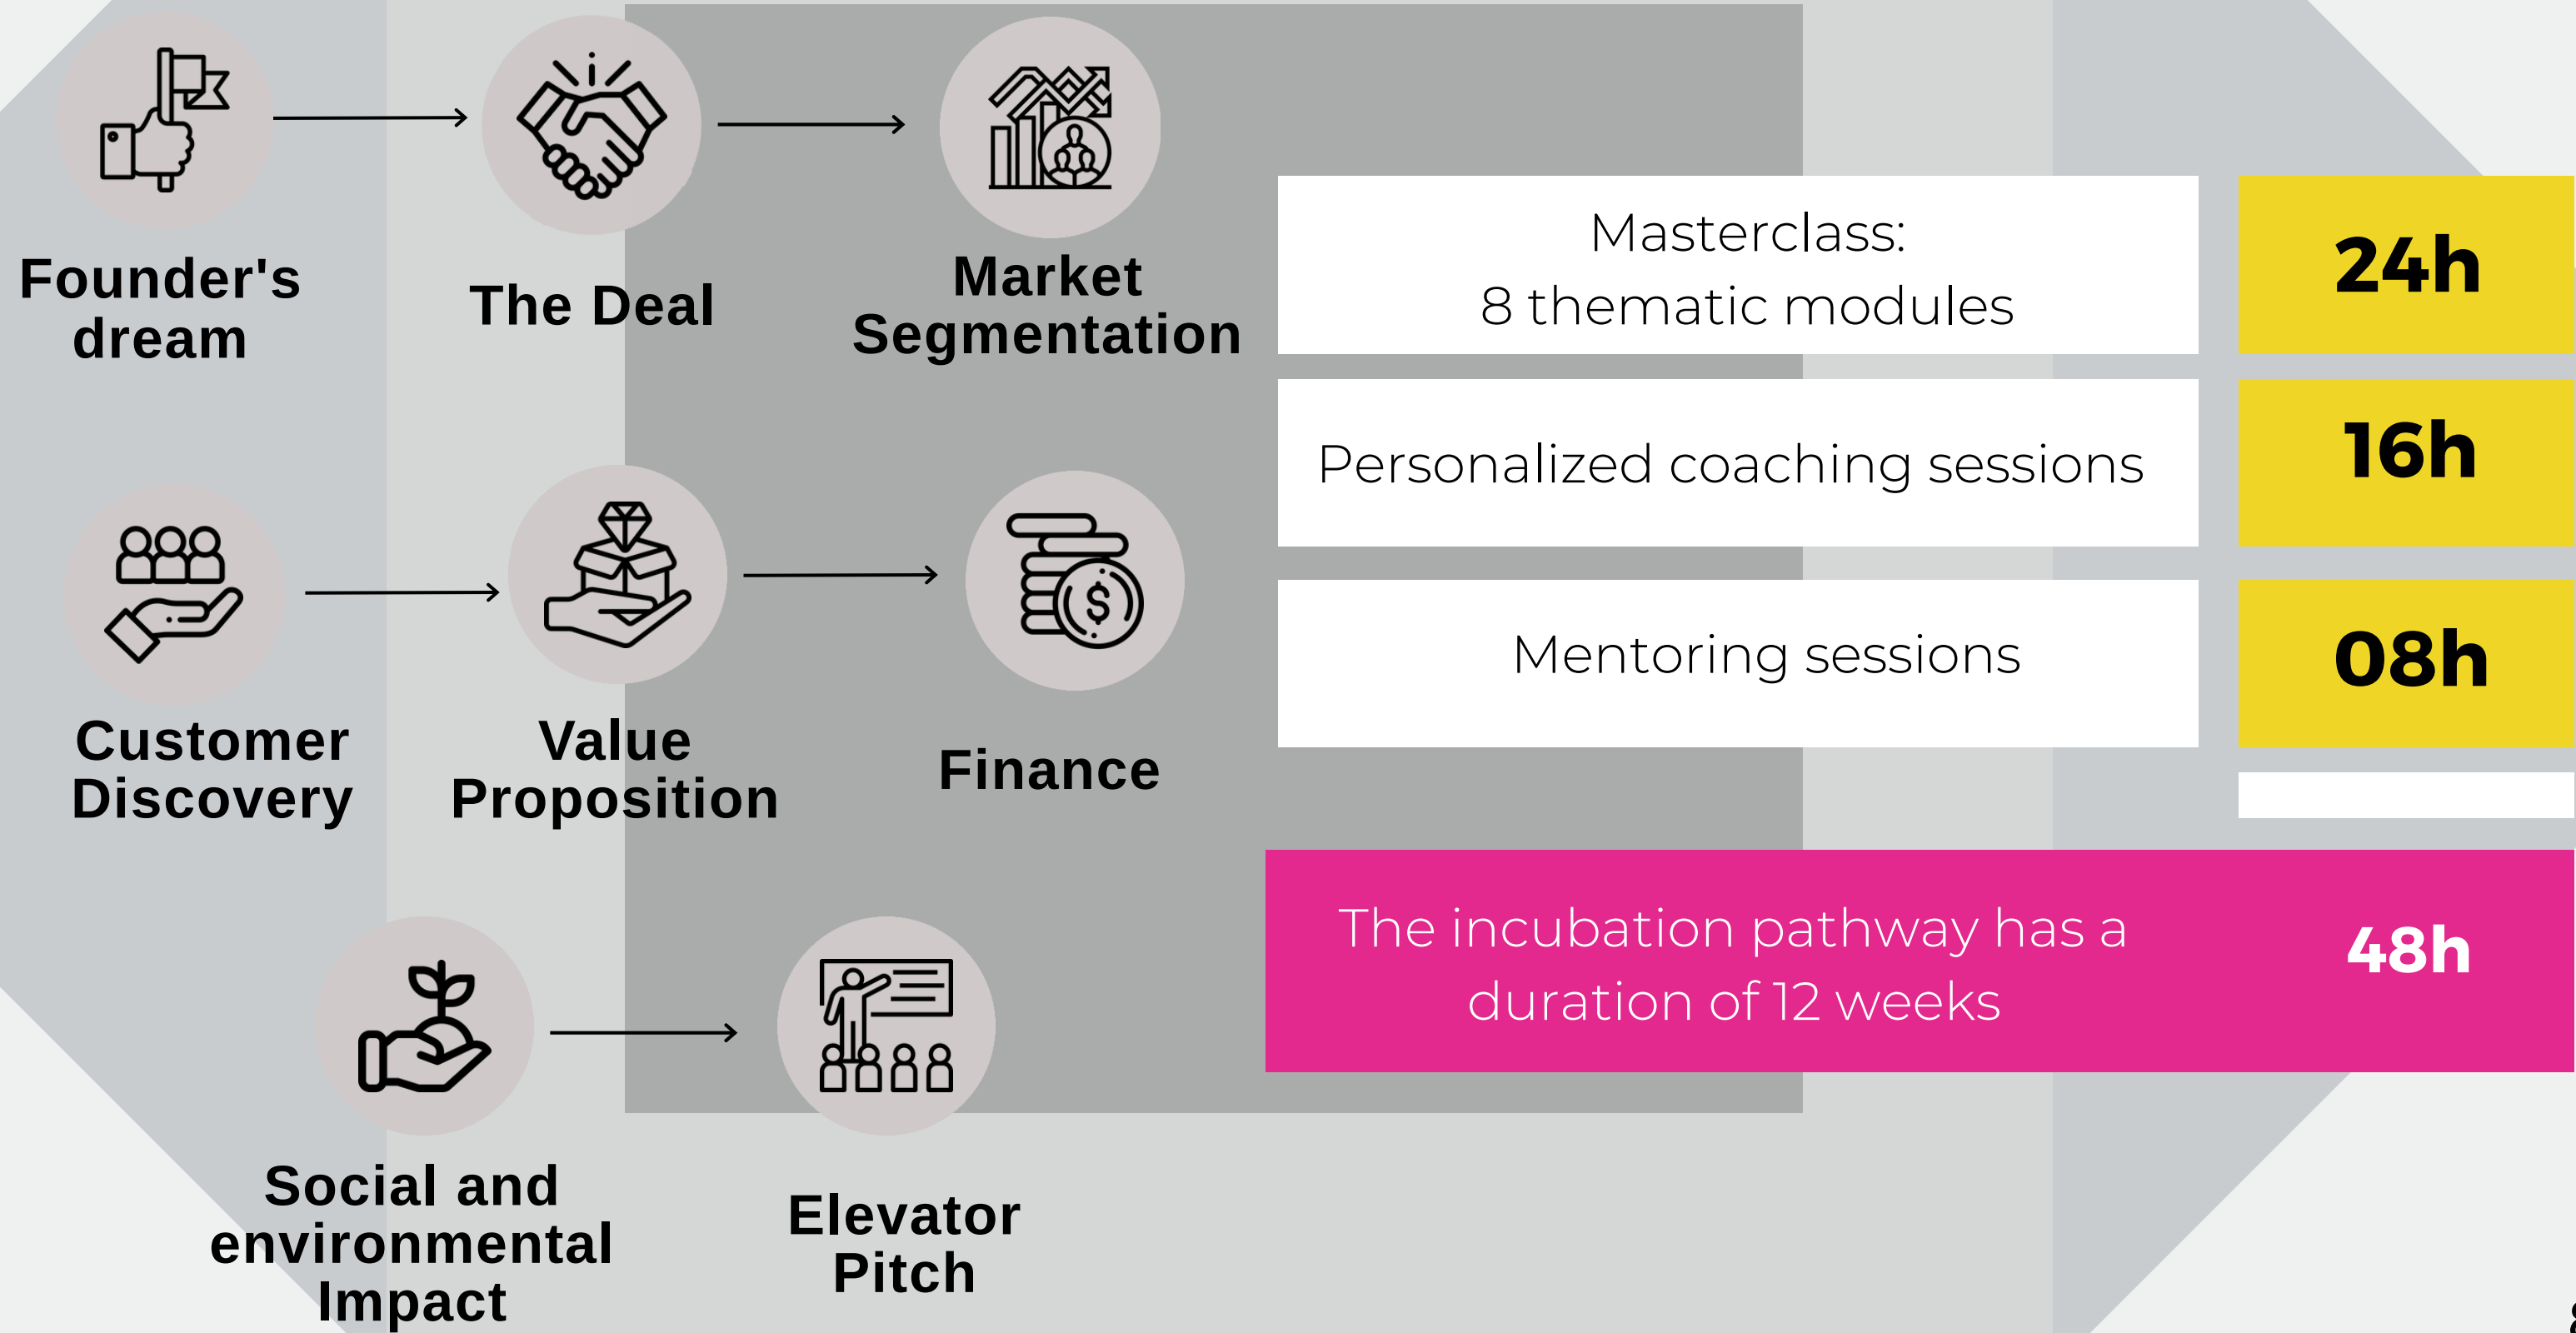 Founder's
dream
The Deal
Market
Segmentation
Customer
Discovery
Value
Proposition
Finance
Social and
environmental
Impact
Elevator
Pitch
Masterclass:
8 thematic modules
24h
Personalized coaching sessions
16h
Mentoring sessions
08h
The incubation pathway has a
duration of 12 weeks
48h